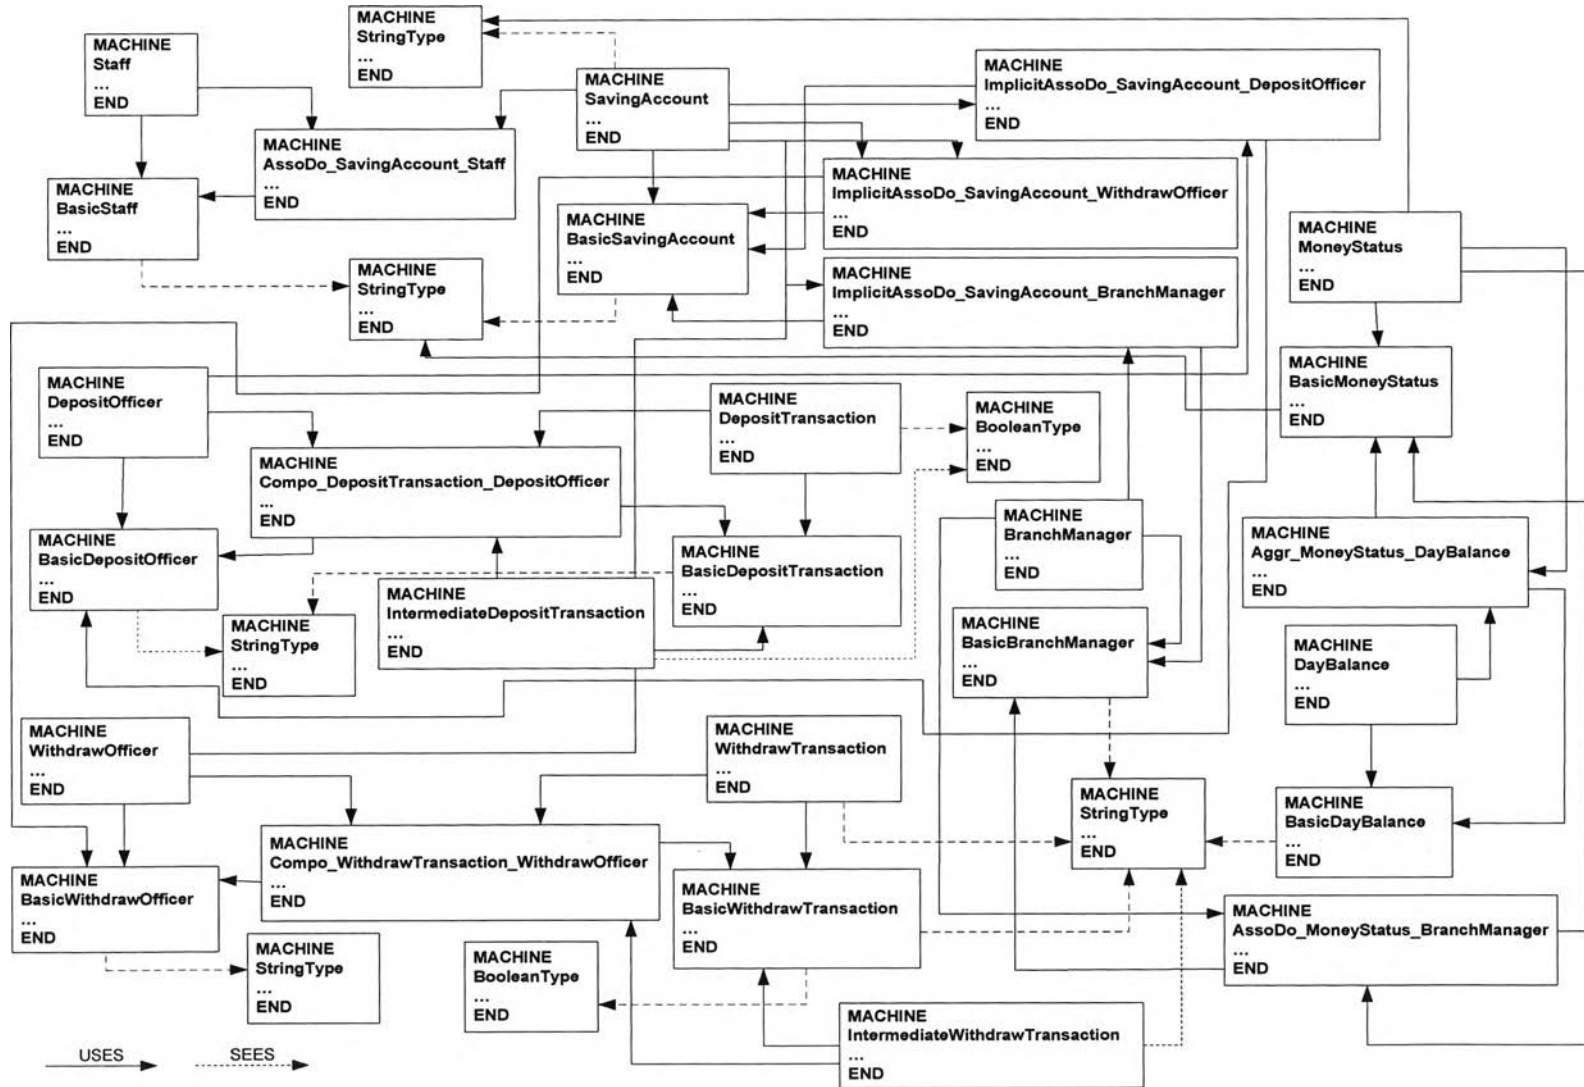 MACHINE
StringType
...
END
MACHINE
Staff
...
END
MACHINE
SavingAccount
...
END
MACHINE
ImplicitAssoDo_SavingAccount_DepositOfficer
...
END
MACHINE
AssoDo_SavingAccount_Staff
...
END
MACHINE
ImplicitAssoDo_SavingAccount_WithdrawOfficer
...
END
MACHINE
BasicStaff
...
END
MACHINE
BasicSavingAccount
...
END
MACHINE
MoneyStatus
...
END
MACHINE
StringType
...
END
MACHINE
ImplicitAssoDo_SavingAccount_BranchManager
...
END
MACHINE
BasicMoneyStatus
...
END
MACHINE
DepositOfficer
...
END
MACHINE
DepositTransaction
...
END
MACHINE
BooleanType
...
END
MACHINE
Compo_DepositTransaction_DepositOfficer
...
END
MACHINE
BranchManager
...
END
MACHINE
Aggr_MoneyStatus_DayBalance
...
END
MACHINE
BasicDepositOfficer
...
END
MACHINE
BasicDepositTransaction
...
END
MACHINE
IntermediateDepositTransaction
...
END
MACHINE
StringType
...
END
MACHINE
BasicBranchManager
...
END
MACHINE
DayBalance
...
END
MACHINE
WithdrawOfficer
...
END
MACHINE
WithdrawTransaction
...
END
MACHINE
StringType
...
END
MACHINE
BasicDayBalance
...
END
MACHINE
Compo_WithdrawTransaction_WithdrawOfficer
...
END
MACHINE
BasicWithdrawOfficer
...
END
MACHINE
BasicWithdrawTransaction
...
END
MACHINE
AssoDo_MoneyStatus_BranchManager
...
END
MACHINE
StringType
...
END
MACHINE
BooleanType
...
END
MACHINE
IntermediateWithdrawTransaction
...
END
USES
SEES